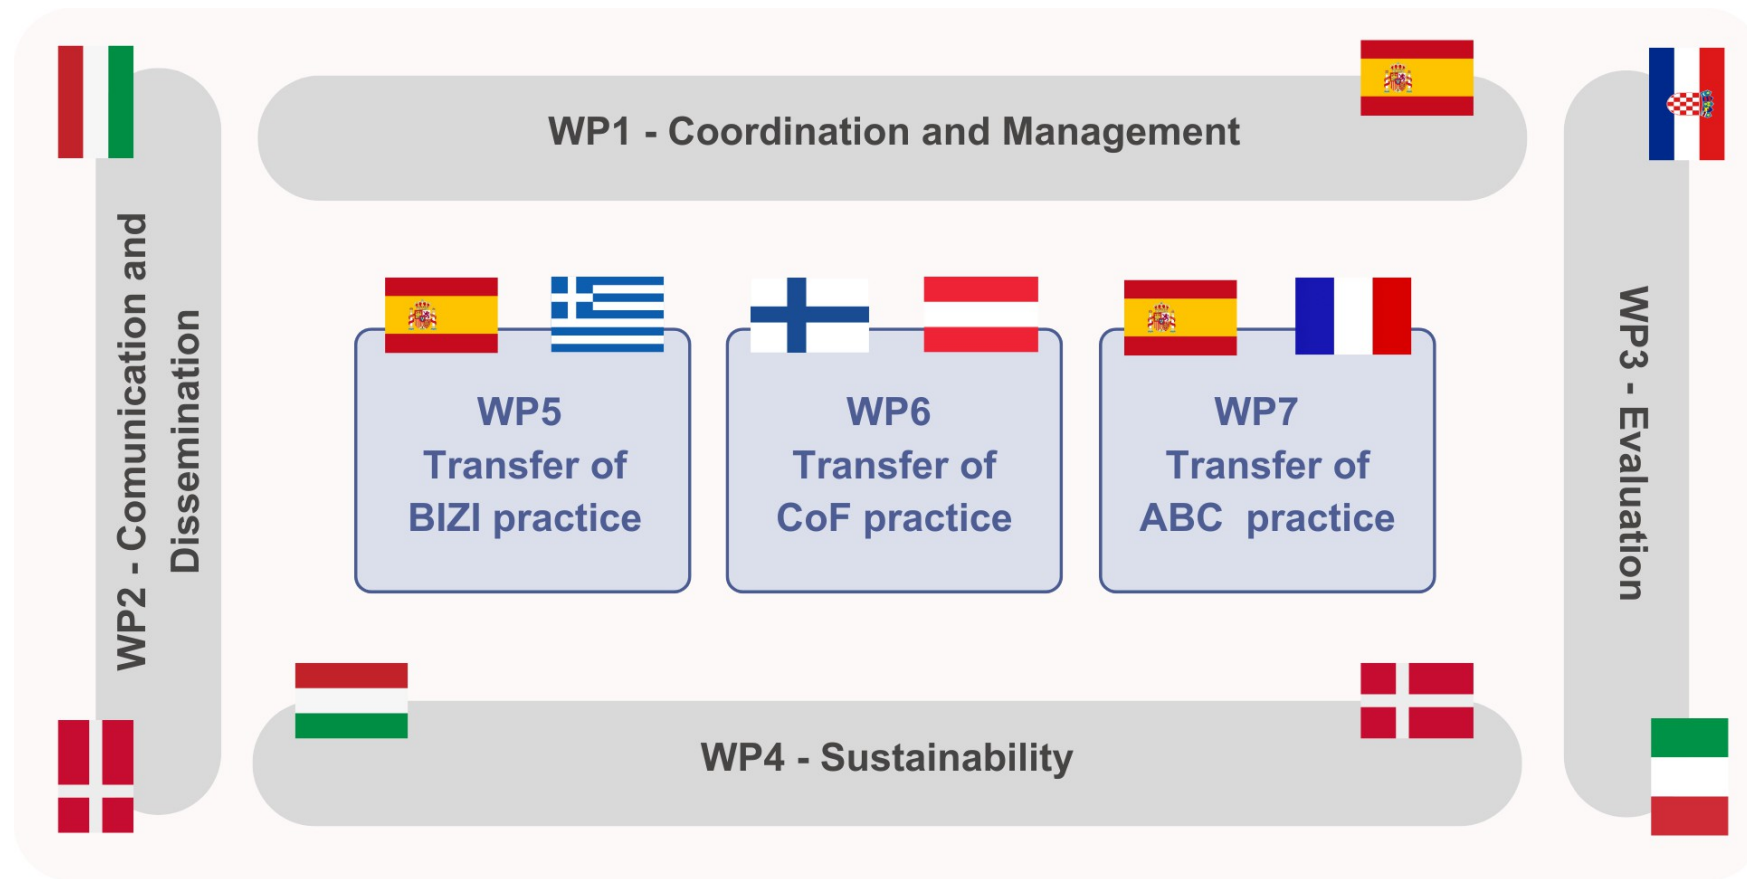 WP1 - Coordination and Management
WP2 - Comunication and
Dissemination
WP3 - Evaluation
WP5
Transfer of
BIZI practice
WP6
Transfer of
CoF practice
WP7
Transfer of
ABC practice
WP4 - Sustainability